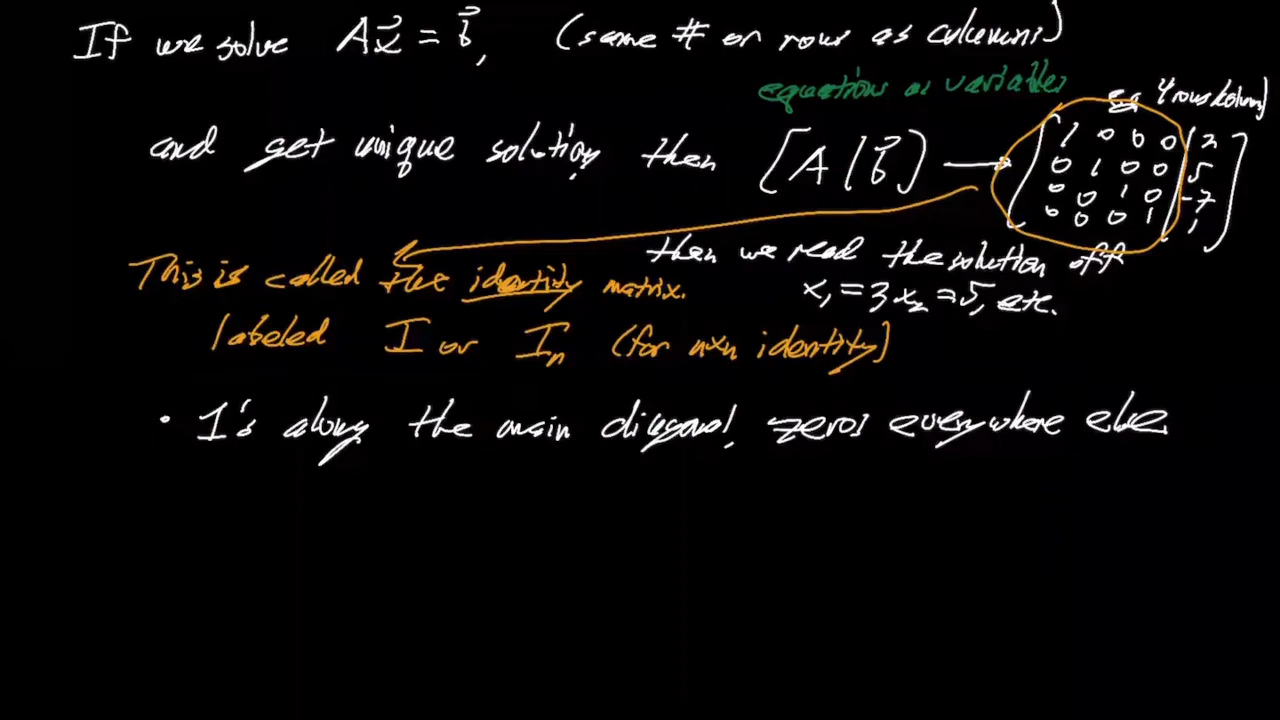 If we solve Ax⃗ = b⃗, (same # of rows as columns)
equations as variables
eg 4 rows/columns
and get unique solution, then [A | b⃗] → [1 0 0 0 | 3
0 1 0 0 | 5
0 0 1 0 | -7
0 0 0 1 | 1]
then we read the solution off
x₁ = 3 x₂ = 5, etc.
This is called the identity matrix.
labeled I or Iₙ (for n×n identity)
• 1's along the main diagonal, zeros everywhere else.